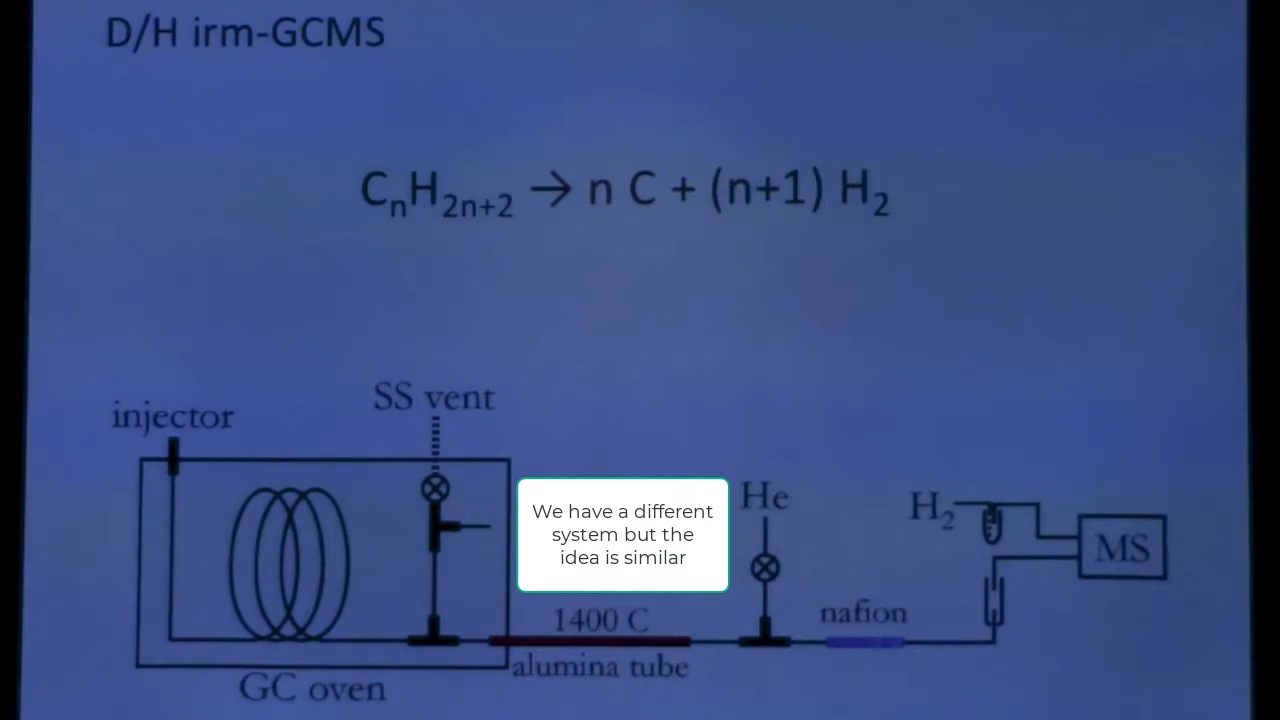 D/H irm-GCMS
CₙH₂ₙ₊₂ → n C + (n+1) H₂
SS vent
injector
We have a different
system but the
idea is similar
He
H₂
MS
1400 C
nafion
alumina tube
GC oven